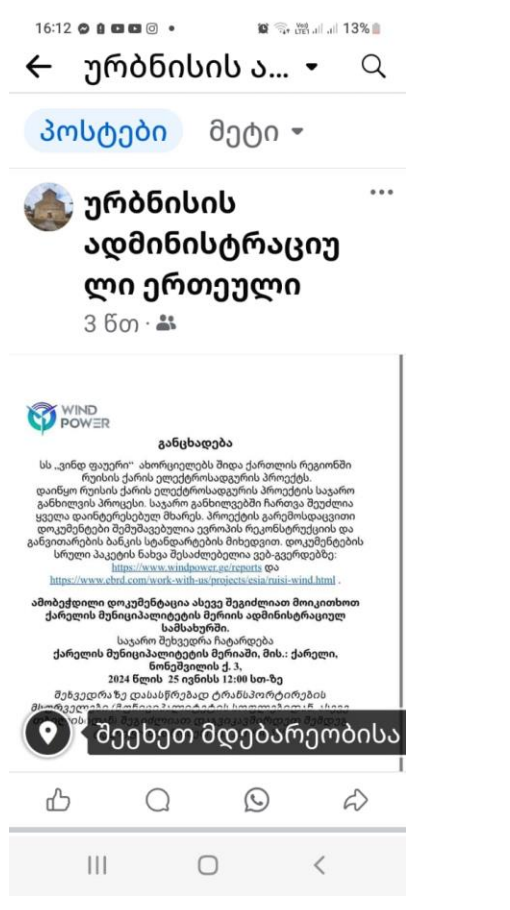 16:12
13%
ურბნისის ა...
პოსტები
მეტი
ურბნისის
ადმინისტრაციუ
ლი ერთეული
3 წთ ·
WIND
POWER
განცხადება
სს „ვინდ ფაუერი“ ახორციელებს შიდა ქართლის რეგიონში
რუისის ქარის ელექტროსადგურის პროექტს.
დაიწყო რუისის ქარის ელექტროსადგურის პროექტის საჯარო
განხილვის პროცესი. საჯარო განხილვებში ჩართვა შეუძლია
ყველა დაინტერესებულ მხარეს. პროექტის გარემოსდაცვითი
დოკუმენტები შემუშავებულია ევროპის რეკონსტრუქციის და
განვითარების ბანკის სტანდარტების მიხედვით. დოკუმენტების
სრული პაკეტის ნახვა შესაძლებელია ვებ-გვერდებზე:
https://www.windpower.ge/reports და
https://www.ebrd.com/work-with-us/projects/esia/ruisi-wind.html .
ამობეჭდილი დოკუმენტაცია ასევე შეგიძლიათ მოიკითხოთ
ქარელის მუნიციპალიტეტის მერიის ადმინისტრაციულ
სამსახურში.
საჯარო შეხვედრა ჩატარდება
ქარელის მუნიციპალიტეტის მერიაში, მის.: ქარელი,
ნონეშვილის ქ. 3,
2024 წლის 25 ივნისს 12:00 სთ-ზე
შეხვედრაზე დასასწრებად ტრანსპორტირების
შეეხეთ მდებარეობისა